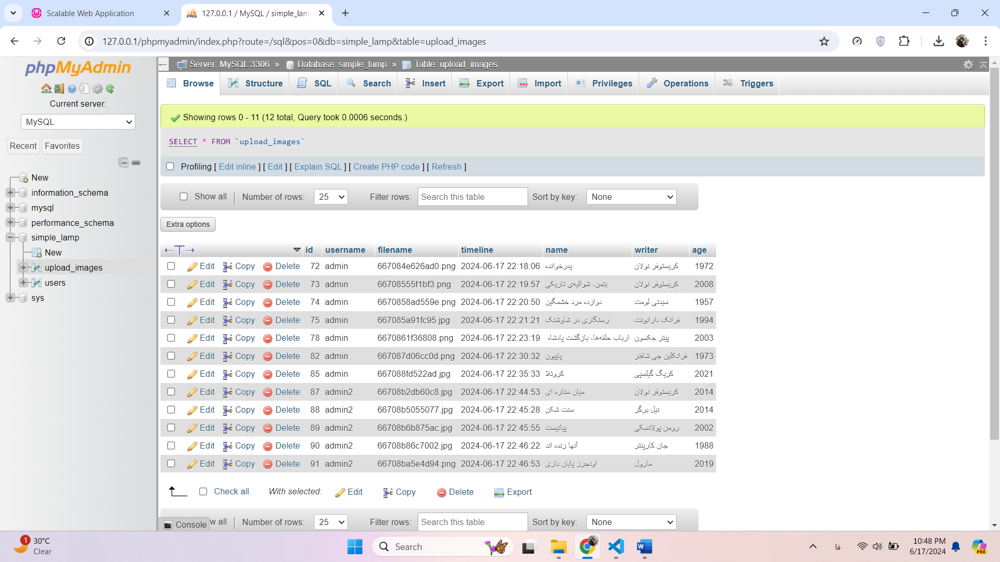 Scalable Web Application
127.0.0.1 / MySQL / simple_lam
127.0.0.1/phpmyadmin/index.php?route=/sql&pos=0&db=simple_lamp&table=upload_images
phpMyAdmin
Current server:
MySQL
Recent Favorites
New
information_schema
mysql
performance_schema
simple_lamp
New
upload_images
users
sys
Server: MySQL:3306 » Database: simple_lamp » Table: upload_images
Browse Structure SQL Search Insert Export Import Privileges Operations Triggers
Showing rows 0 - 11 (12 total, Query took 0.0006 seconds.)
SELECT * FROM `upload_images`
Profiling [ Edit inline ] [ Edit ] [ Explain SQL ] [ Create PHP code ] [ Refresh ]
Show all Number of rows: 25 Filter rows: Search this table Sort by key: None
Extra options
id username filename timeline name writer age
Edit Copy Delete 72 admin 667084e626ad0.png 2024-06-17 22:18:06 پدرخوانده کریستوفر نولان 1972
Edit Copy Delete 73 admin 66708555f1bf3.png 2024-06-17 22:19:57 بتمن، شوالیه‌ی تاریکی کریستوفر نولان 2008
Edit Copy Delete 74 admin 6670858ad559e.png 2024-06-17 22:20:50 دوازده مرد خشمگین سیدنی لومت 1957
Edit Copy Delete 75 admin 667085a91fc95.jpg 2024-06-17 22:21:21 رستگاری در شاوشنک فرانک دارابونت 1994
Edit Copy Delete 78 admin 6670861f36808.png 2024-06-17 22:23:19 ارباب حلقه‌ها، بازگشت پادشاه پیتر جکسون 2003
Edit Copy Delete 82 admin 667087d06cc0d.png 2024-06-17 22:30:32 پاپیون فرانکلین جی شافنر 1973
Edit Copy Delete 85 admin 667088fd522ad.jpg 2024-06-17 22:35:33 کروئلا کریگ گیلسپی 2021
Edit Copy Delete 87 admin2 66708b2db60c8.jpg 2024-06-17 22:44:53 میان ستاره ای کریستوفر نولان 2014
Edit Copy Delete 88 admin2 66708b5055077.jpg 2024-06-17 22:45:28 سنت شکن نیل برگر 2014
Edit Copy Delete 89 admin2 66708b6b875ac.jpg 2024-06-17 22:45:55 پیانیست رومن پولانسکی 2002
Edit Copy Delete 90 admin2 66708b86c7002.jpg 2024-06-17 22:46:22 آنها زنده اند جان کارپنتر 1988
Edit Copy Delete 91 admin2 66708ba5e4d94.png 2024-06-17 22:46:53 اونجرز پایان بازی مارول 2019
Check all With selected: Edit Copy Delete Export
Console w all Number of rows: 25 Filter rows: Search this table Sort by key: None
1 30°C
Clear
Search
فا
10:48 PM
6/17/2024
PRE